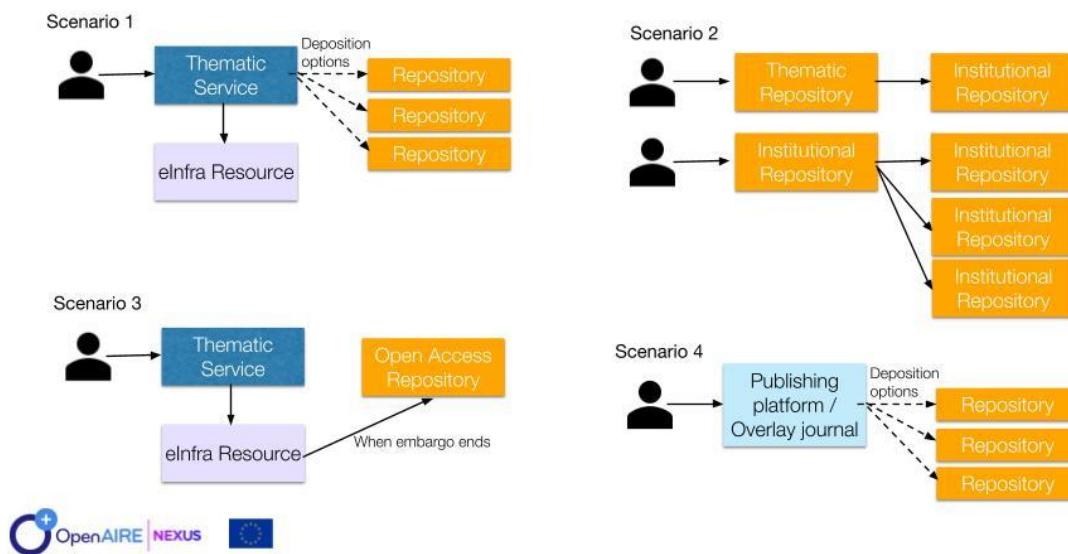 Scenario 1
Thematic
Service
Deposition
options
Repository
Repository
Repository
eInfra Resource
Scenario 2
Thematic
Repository
Institutional
Repository
Institutional
Repository
Institutional
Repository
Institutional
Repository
Institutional
Repository
Scenario 3
Thematic
Service
Open Access
Repository
eInfra Resource
When embargo ends
Scenario 4
Publishing
platform /
Overlay journal
Deposition
options
Repository
Repository
Repository
OpenAIRE NEXUS